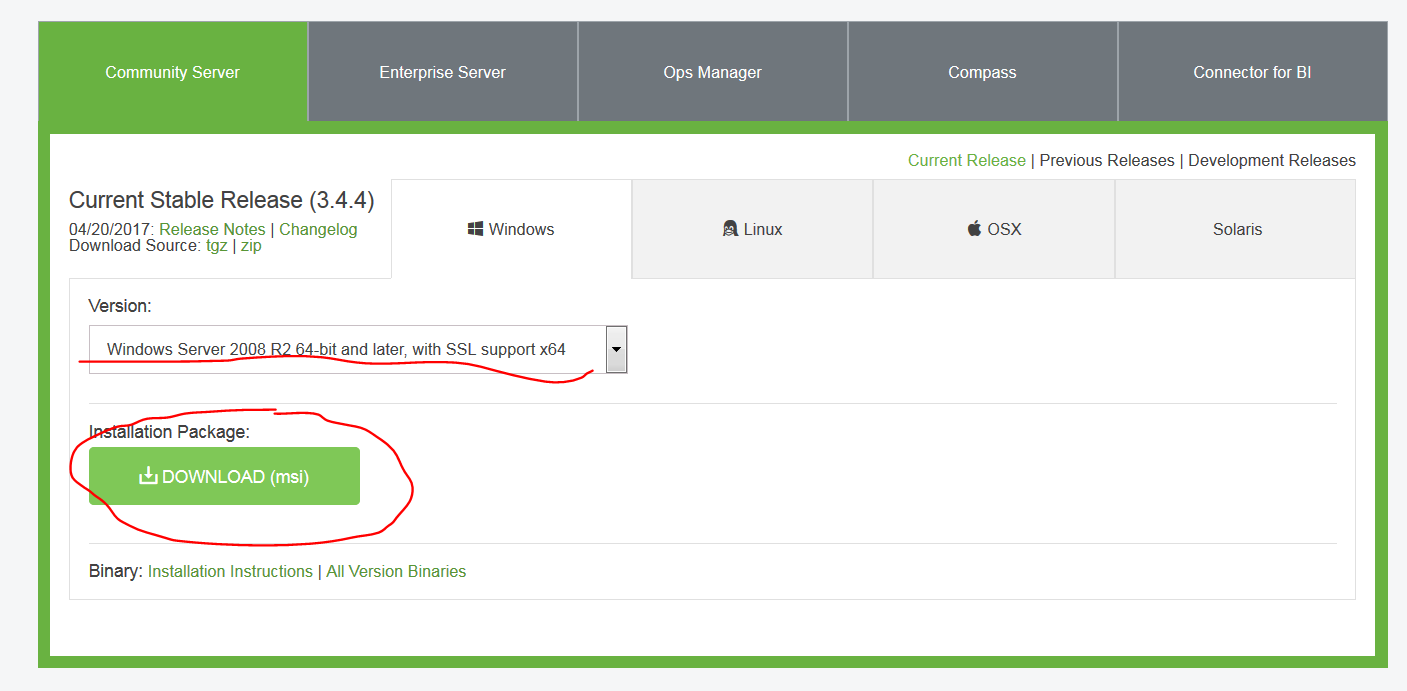 Community Server
Enterprise Server
Ops Manager
Compass
Connector for BI
Current Release | Previous Releases | Development Releases
Current Stable Release (3.4.4)
04/20/2017: Release Notes | Changelog
Download Source: tgz | zip
Windows
Linux
OSX
Solaris
Version:
Windows Server 2008 R2 64-bit and later, with SSL support x64
Installation Package:
DOWNLOAD (msi)
Binary: Installation Instructions | All Version Binaries